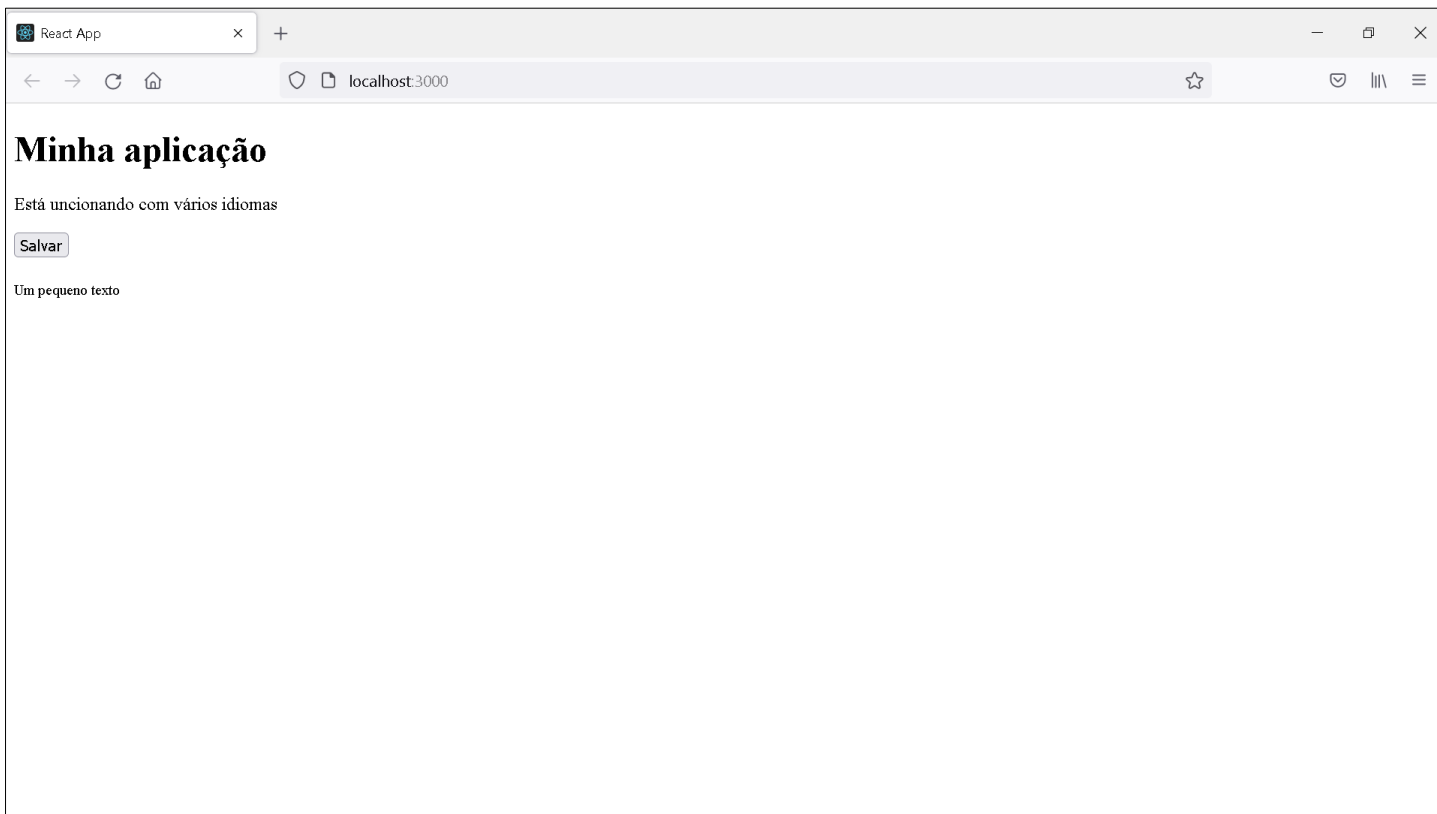 React App
localhost:3000
Minha aplicação
Está uncionando com vários idiomas
Salvar
Um pequeno texto